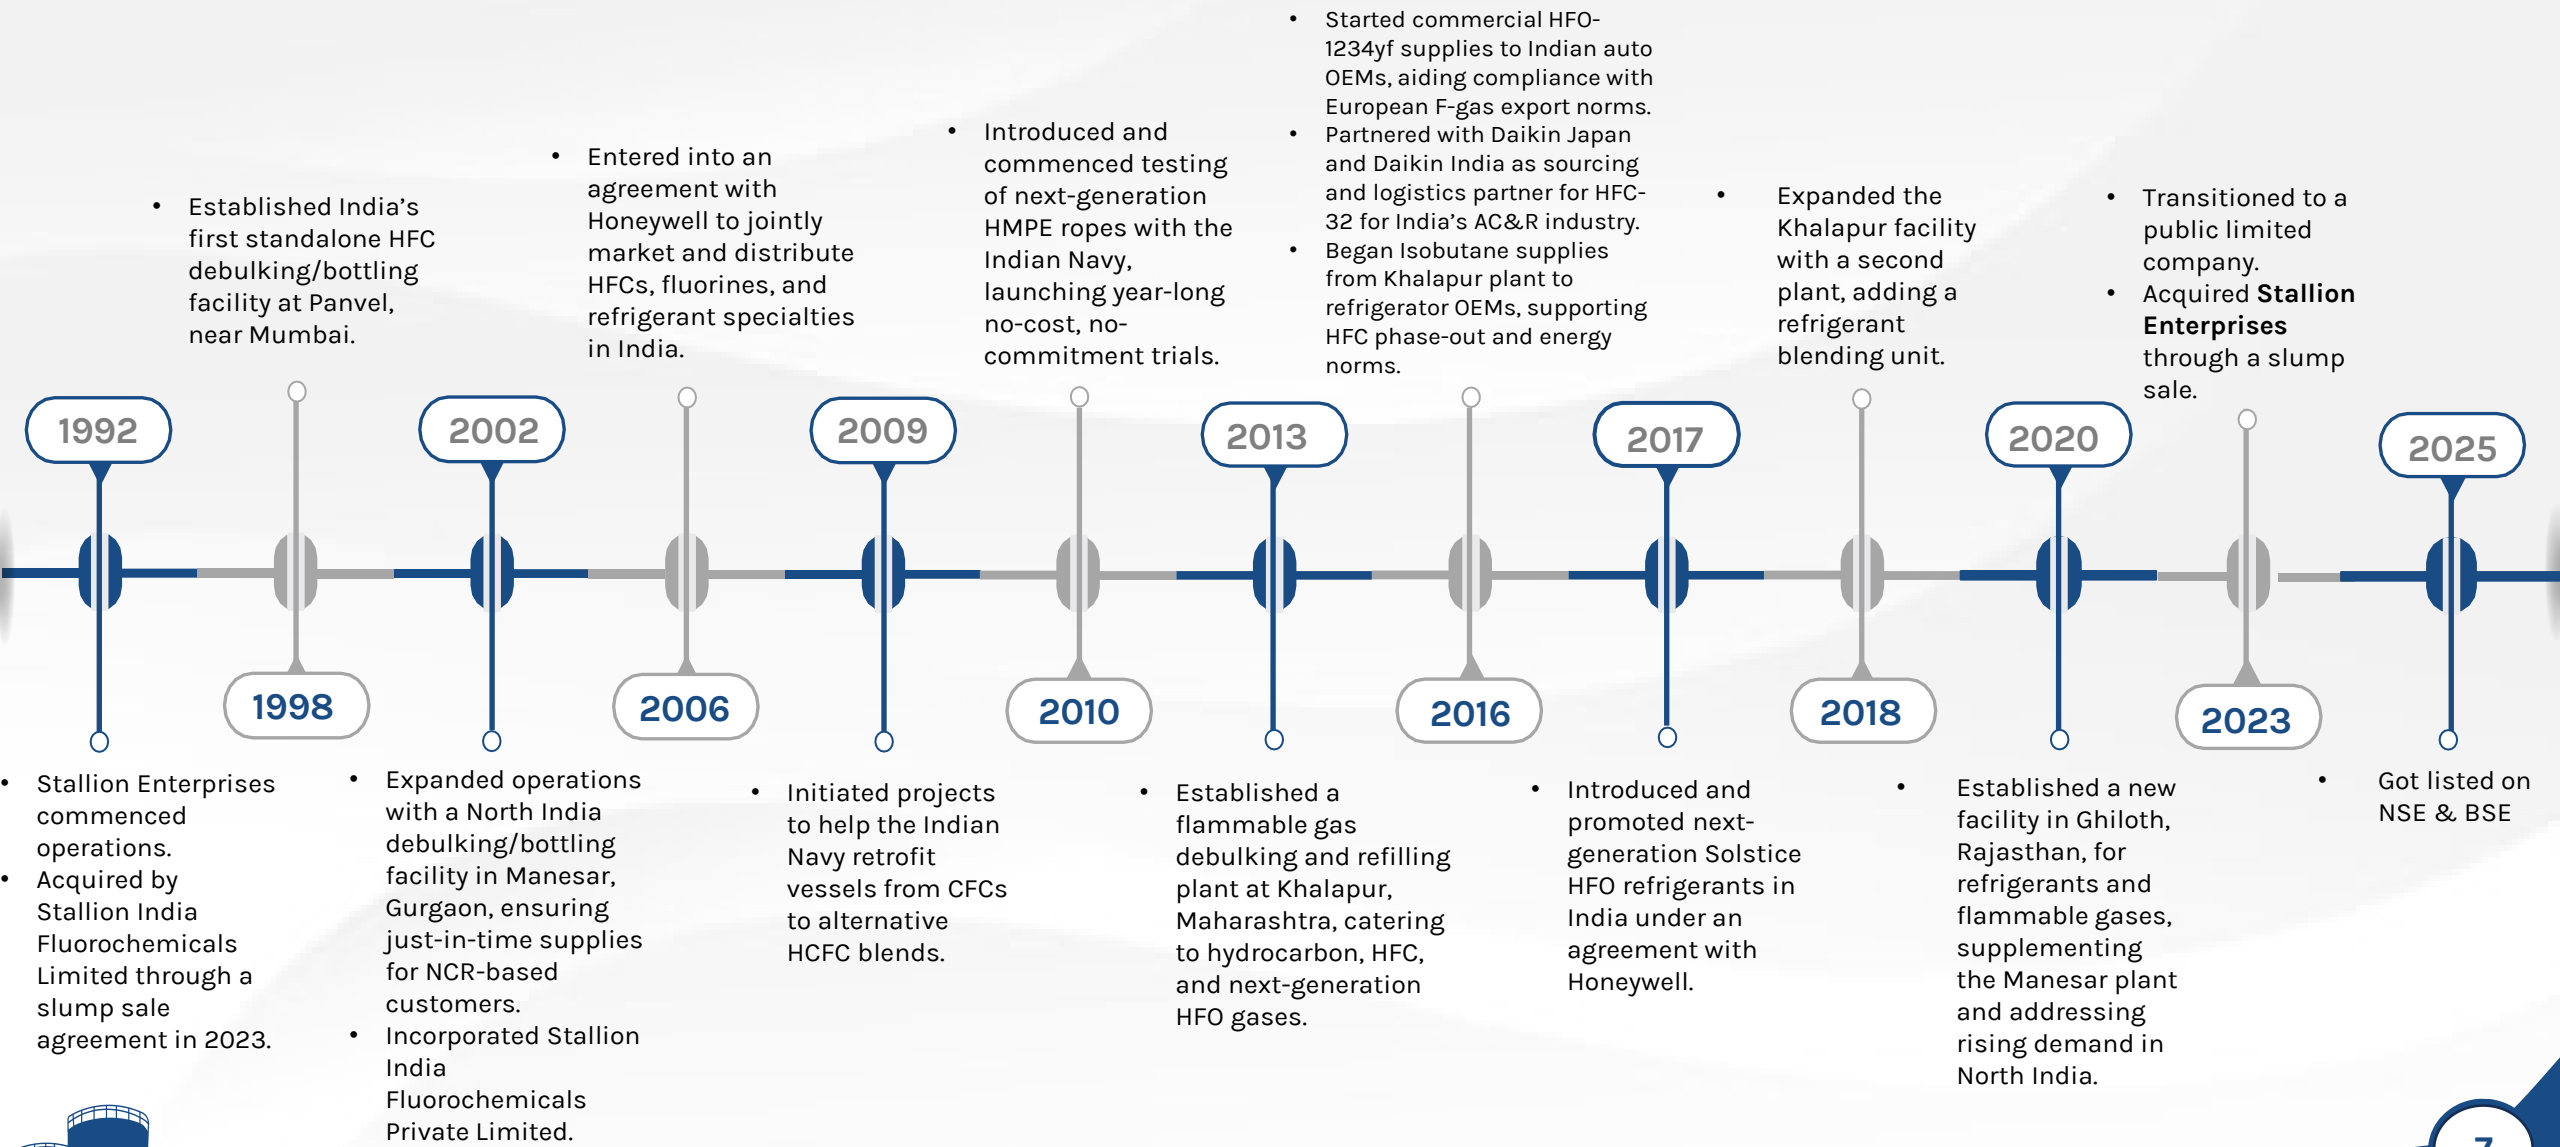 • Established India’s
first standalone HFC
debulking/bottling
facility at Panvel,
near Mumbai.
• Entered into an
agreement with
Honeywell to jointly
market and distribute
HFCs, fluorines, and
refrigerant specialties
in India.
• Introduced and
commenced testing
of next-generation
HMPE ropes with the
Indian Navy,
launching year-long
no-cost, no-
commitment trials.
• Started commercial HFO-
1234yf supplies to Indian auto
OEMs, aiding compliance with
European F-gas export norms.
• Partnered with Daikin Japan
and Daikin India as sourcing
and logistics partner for HFC-
32 for India’s AC&R industry.
• Began Isobutane supplies
from Khalapur plant to
refrigerator OEMs, supporting
HFC phase-out and energy
norms.
• Expanded the
Khalapur facility
with a second
plant, adding a
refrigerant
blending unit.
• Transitioned to a
public limited
company.
• Acquired Stallion
Enterprises
through a slump
sale.
1992
2002
2009
2013
2017
2020
2025
1998
2006
2010
2016
2018
2023
• Stallion Enterprises
commenced
operations.
• Acquired by
Stallion India
Fluorochemicals
Limited through a
slump sale
agreement in 2023.
• Expanded operations
with a North India
debulking/bottling
facility in Manesar,
Gurgaon, ensuring
just-in-time supplies
for NCR-based
customers.
• Incorporated Stallion
India
Fluorochemicals
Private Limited.
• Initiated projects
to help the Indian
Navy retrofit
vessels from CFCs
to alternative
HCFC blends.
• Established a
flammable gas
debulking and refilling
plant at Khalapur,
Maharashtra, catering
to hydrocarbon, HFC,
and next-generation
HFO gases.
• Introduced and
promoted next-
generation Solstice
HFO refrigerants in
India under an
agreement with
Honeywell.
• Established a new
facility in Ghiloth,
Rajasthan, for
refrigerants and
flammable gases,
supplementing
the Manesar plant
and addressing
rising demand in
North India.
• Got listed on
NSE & BSE
7